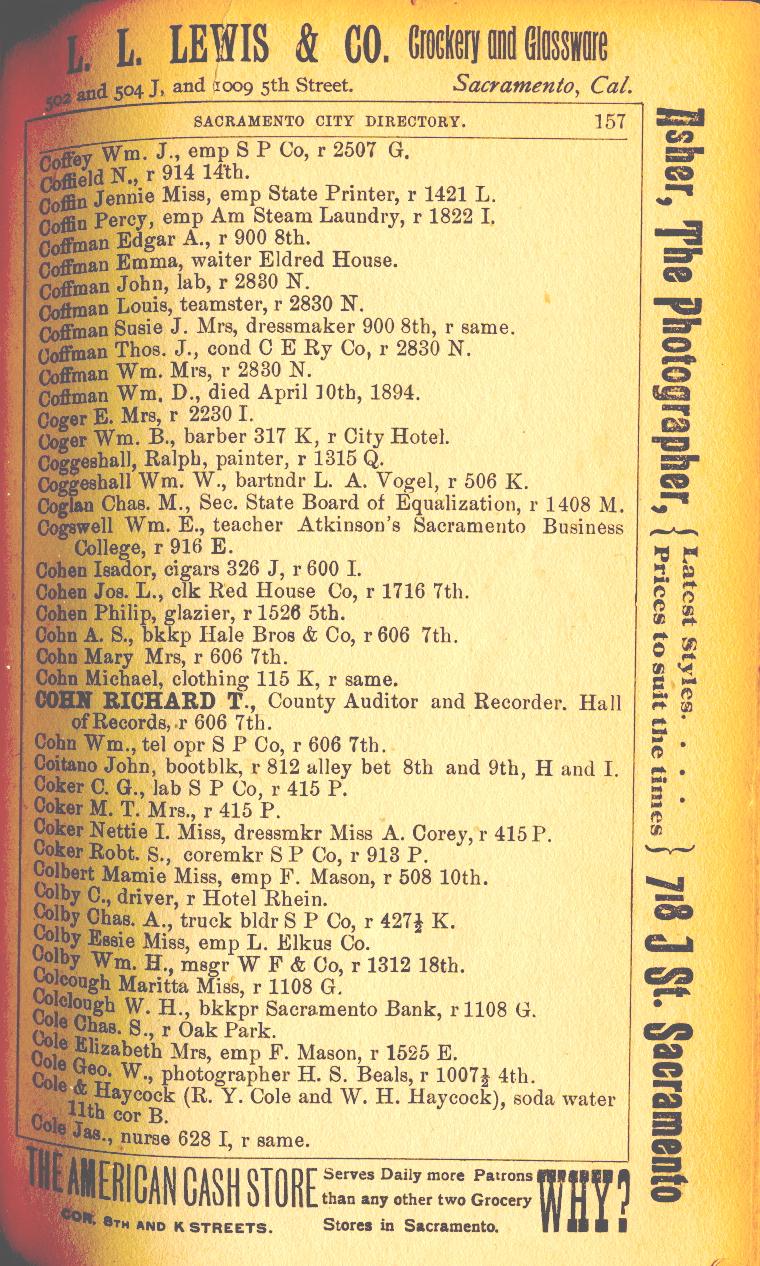 L. L. LEWIS & CO. Crockery and Glassware
502 and 504 J, and 1009 5th Street. Sacramento, Cal.
SACRAMENTO CITY DIRECTORY. 157
Coffey Wm. J., emp S P Co, r 2507 G.
Coffield N., r 914 14th.
Coffin Jennie Miss, emp State Printer, r 1421 L.
Coffin Percy, emp Am Steam Laundry, r 1822 I.
Coffman Edgar A., r 900 8th.
Coffman Emma, waiter Eldred House.
Coffman John, lab, r 2830 N.
Coffman Louis, teamster, r 2830 N.
Coffman Susie J. Mrs, dressmaker 900 8th, r same.
Coffman Thos. J., cond C E Ry Co, r 2830 N.
Coffman Wm. Mrs, r 2830 N.
Coffman Wm. D., died April 10th, 1894.
Coger E. Mrs, r 2230 I.
Coger Wm. B., barber 317 K, r City Hotel.
Coggeshall, Ralph, painter, r 1315 Q.
Coggeshall Wm. W., bartndr L. A. Vogel, r 506 K.
Coglan Chas. M., Sec. State Board of Equalization, r 1408 M.
Cogswell Wm. E., teacher Atkinson's Sacramento Business
College, r 916 E.
Cohen Isador, cigars 326 J, r 600 I.
Cohen Jos. L., clk Red House Co, r 1716 7th.
Cohen Philip, glazier, r 1526 5th.
Cohn A. S., bkkp Hale Bros & Co, r 606 7th.
Cohn Mary Mrs, r 606 7th.
Cohn Michael, clothing 115 K, r same.
COHN RICHARD T., County Auditor and Recorder. Hall
of Records, r 606 7th.
Cohn Wm., tel opr S P Co, r 606 7th.
Coitano John, bootblk, r 812 alley bet 8th and 9th, H and I.
Coker C. G., lab S P Co, r 415 P.
Coker M. T. Mrs., r 415 P.
Coker Nettie I. Miss, dressmkr Miss A. Corey, r 415 P.
Coker Robt. S., coremkr S P Co, r 913 P.
Colbert Mamie Miss, emp F. Mason, r 508 10th.
Colby C., driver, r Hotel Rhein.
Colby Chas. A., truck bldr S P Co, r 427½ K.
Colby Essie Miss, emp L. Elkus Co.
Colby Wm. H., msgr W F & Co, r 1312 18th.
Colcough Maritta Miss, r 1108 G.
Colclough W. H., bkkpr Sacramento Bank, r 1108 G.
Cole Chas. S., r Oak Park.
Cole Elizabeth Mrs, emp F. Mason, r 1525 E.
Cole Geo. W., photographer H. S. Beals, r 1007½ 4th.
Cole & Haycock (R. Y. Cole and W. H. Haycock), soda water
11th cor B.
Cole Jas., nurse 628 I, r same.
THE AMERICAN CASH STORE
COR. 8TH AND K STREETS.
Serves Daily more Patrons
than any other two Grocery
Stores in Sacramento.
WHY?
Asher, The Photographer,
{ Latest Styles. . . . }
{ Prices to suit the times }
718 J St. Sacramento